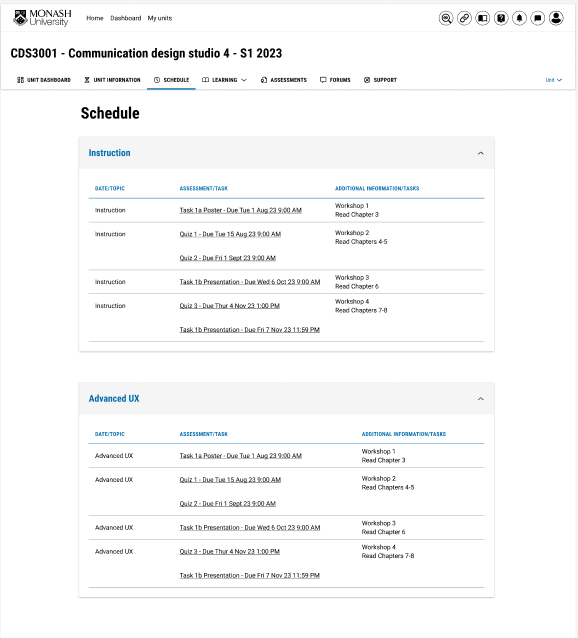 MONASH University
Home Dashboard My units
CDS3001 - Communication design studio 4 - S1 2023
UNIT DASHBOARD UNIT INFORMATION SCHEDULE LEARNING ASSESSMENTS FORUMS SUPPORT Unit
Schedule
Instruction
DATE/TOPIC ASSESSMENT/TASK ADDITIONAL INFORMATION/TASKS
Instruction Task 1a Poster - Due Tue 1 Aug 23 9:00 AM Workshop 1
Read Chapter 3
Instruction Quiz 1 - Due Tue 15 Aug 23 9:00 AM Workshop 2
Read Chapters 4-5
Quiz 2 - Due Fri 1 Sept 23 9:00 AM
Instruction Task 1b Presentation - Due Wed 6 Oct 23 9:00 AM Workshop 3
Read Chapter 6
Instruction Quiz 3 - Due Thur 4 Nov 23 1:00 PM Workshop 4
Read Chapters 7-8
Task 1b Presentation - Due Fri 7 Nov 23 11:59 PM
Advanced UX
DATE/TOPIC ASSESSMENT/TASK ADDITIONAL INFORMATION/TASKS
Advanced UX Task 1a Poster - Due Tue 1 Aug 23 9:00 AM Workshop 1
Read Chapter 3
Advanced UX Quiz 1 - Due Tue 15 Aug 23 9:00 AM Workshop 2
Read Chapters 4-5
Quiz 2 - Due Fri 1 Sept 23 9:00 AM
Advanced UX Task 1b Presentation - Due Wed 6 Oct 23 9:00 AM Workshop 3
Read Chapter 6
Advanced UX Quiz 3 - Due Thur 4 Nov 23 1:00 PM Workshop 4
Read Chapters 7-8
Task 1b Presentation - Due Fri 7 Nov 23 11:59 PM